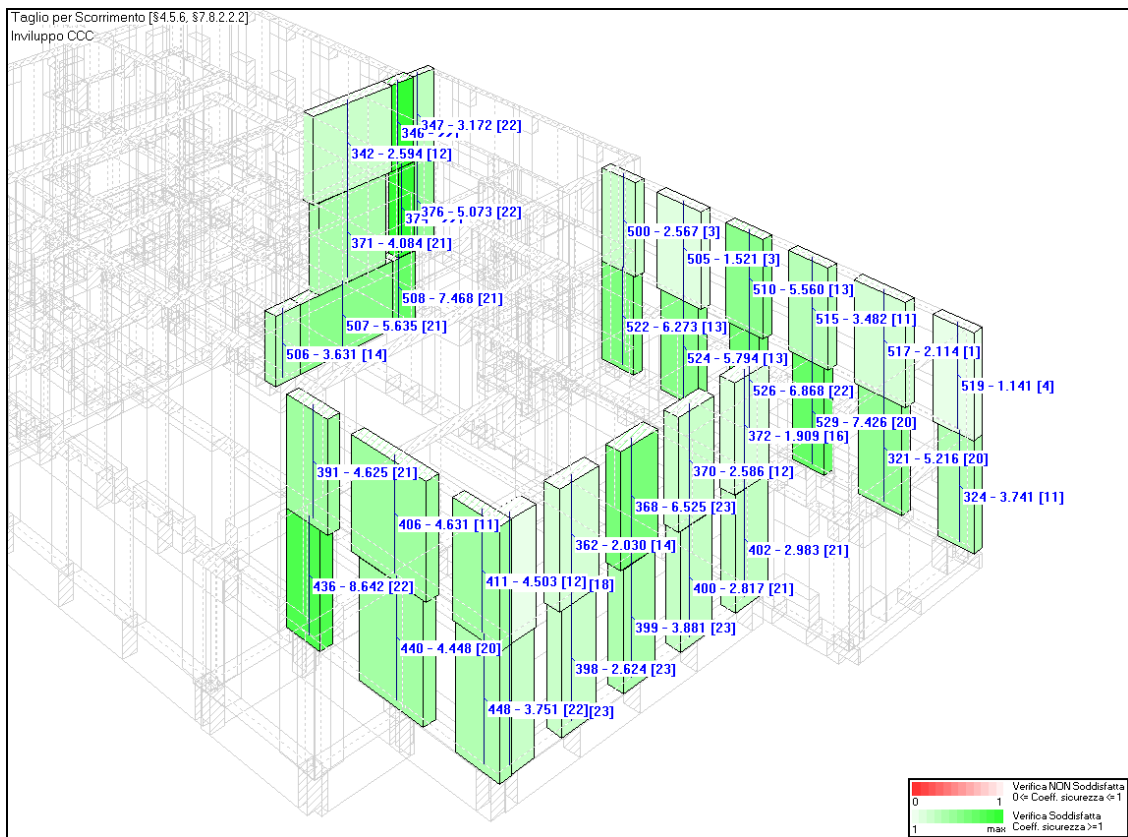 Taglio per Scorrimento [§4.5.6, §7.8.2.2.2]
Inviluppo CCC
347 - 3.172 [22]
342 - 2.594 [12]
376 - 5.073 [22]
371 - 4.084 [21]
508 - 7.468 [21]
507 - 5.635 [21]
506 - 3.631 [14]
500 - 2.567 [3]
505 - 1.521 [3]
510 - 5.560 [13]
515 - 3.482 [11]
517 - 2.114 [1]
519 - 1.141 [4]
522 - 6.273 [13]
524 - 5.794 [13]
526 - 6.868 [22]
529 - 7.426 [20]
321 - 5.216 [20]
324 - 3.741 [11]
372 - 1.909 [16]
370 - 2.586 [12]
368 - 6.525 [23]
362 - 2.030 [14]
391 - 4.625 [21]
406 - 4.631 [11]
411 - 4.503 [12] [18]
402 - 2.983 [21]
400 - 2.817 [21]
399 - 3.881 [23]
398 - 2.624 [23]
436 - 8.642 [22]
440 - 4.448 [20]
448 - 3.751 [22] [23]
Verifica NON Soddisfatta
0<= Coeff. sicurezza <=1
0 1
Verifica Soddisfatta
Coeff. sicurezza >=1
1 max